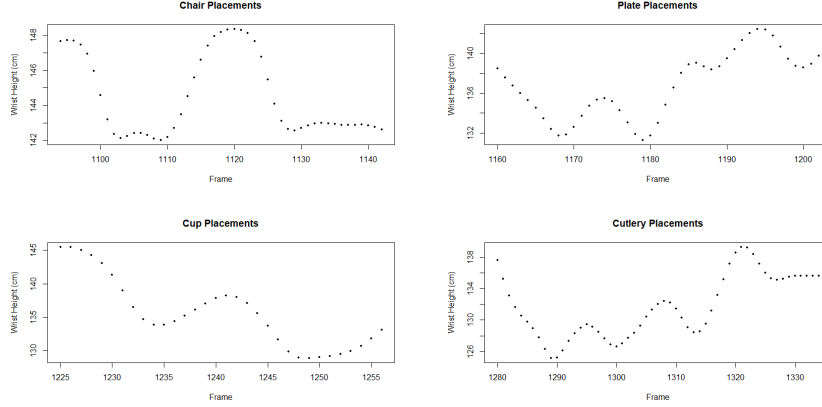 Chair Placements
Wrist Height (cm)
142 144 146 148
1100 1110 1120 1130 1140
Frame
Plate Placements
Wrist Height (cm)
132 136 140
1160 1170 1180 1190 1200
Frame
Cup Placements
Wrist Height (cm)
130 135 140 145
1225 1230 1235 1240 1245 1250 1255
Frame
Cutlery Placements
Wrist Height (cm)
126 130 134 138
1280 1290 1300 1310 1320 1330
Frame